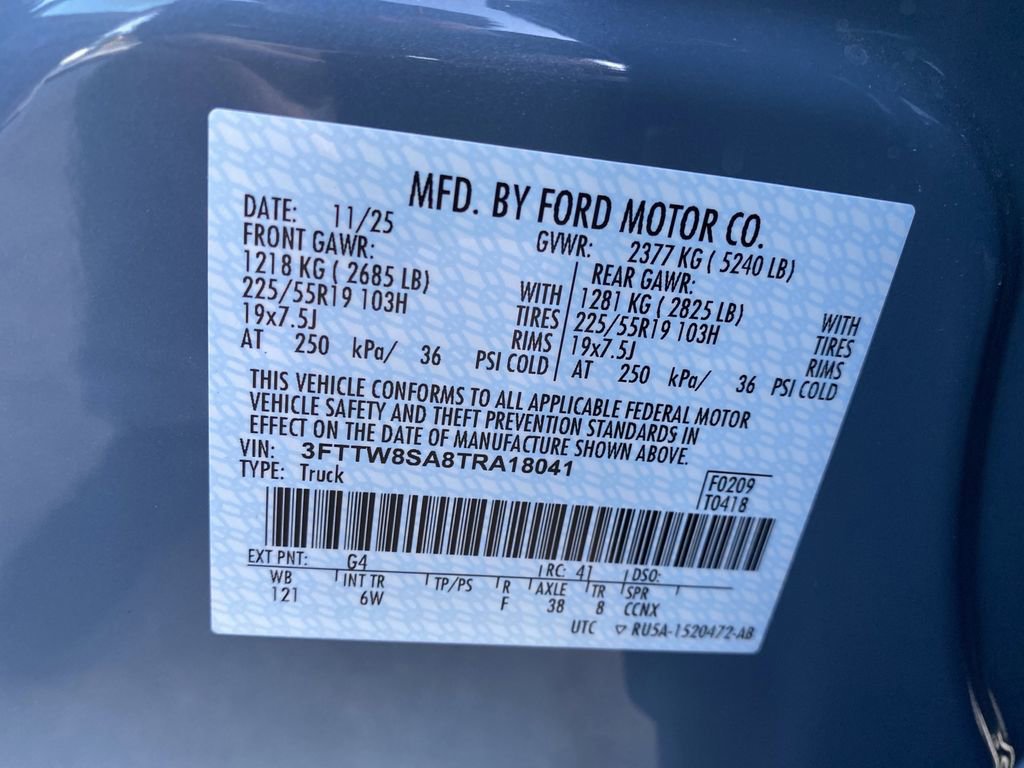 MFD. BY FORD MOTOR CO.
DATE: 11/25
GVWR: 2377 KG ( 5240 LB)
FRONT GAWR:
1218 KG ( 2685 LB) WITH
225/55R19 103H TIRES
19x7.5J RIMS
AT 250 kPa/ 36 PSI COLD
REAR GAWR:
1281 KG ( 2825 LB) WITH
225/55R19 103H TIRES
19x7.5J RIMS
AT 250 kPa/ 36 PSI COLD
THIS VEHICLE CONFORMS TO ALL APPLICABLE FEDERAL MOTOR
VEHICLE SAFETY AND THEFT PREVENTION STANDARDS IN
EFFECT ON THE DATE OF MANUFACTURE SHOWN ABOVE.
VIN: 3FTTW8SA8TRA18041
TYPE: Truck
F0209
T0418
EXT PNT: G4 RC: 41 DSO:
WB INT TR TP/PS R AXLE TR SPR
121 6W F 38 8 CCNX
UTC ▽ RU5A-1520472-AB